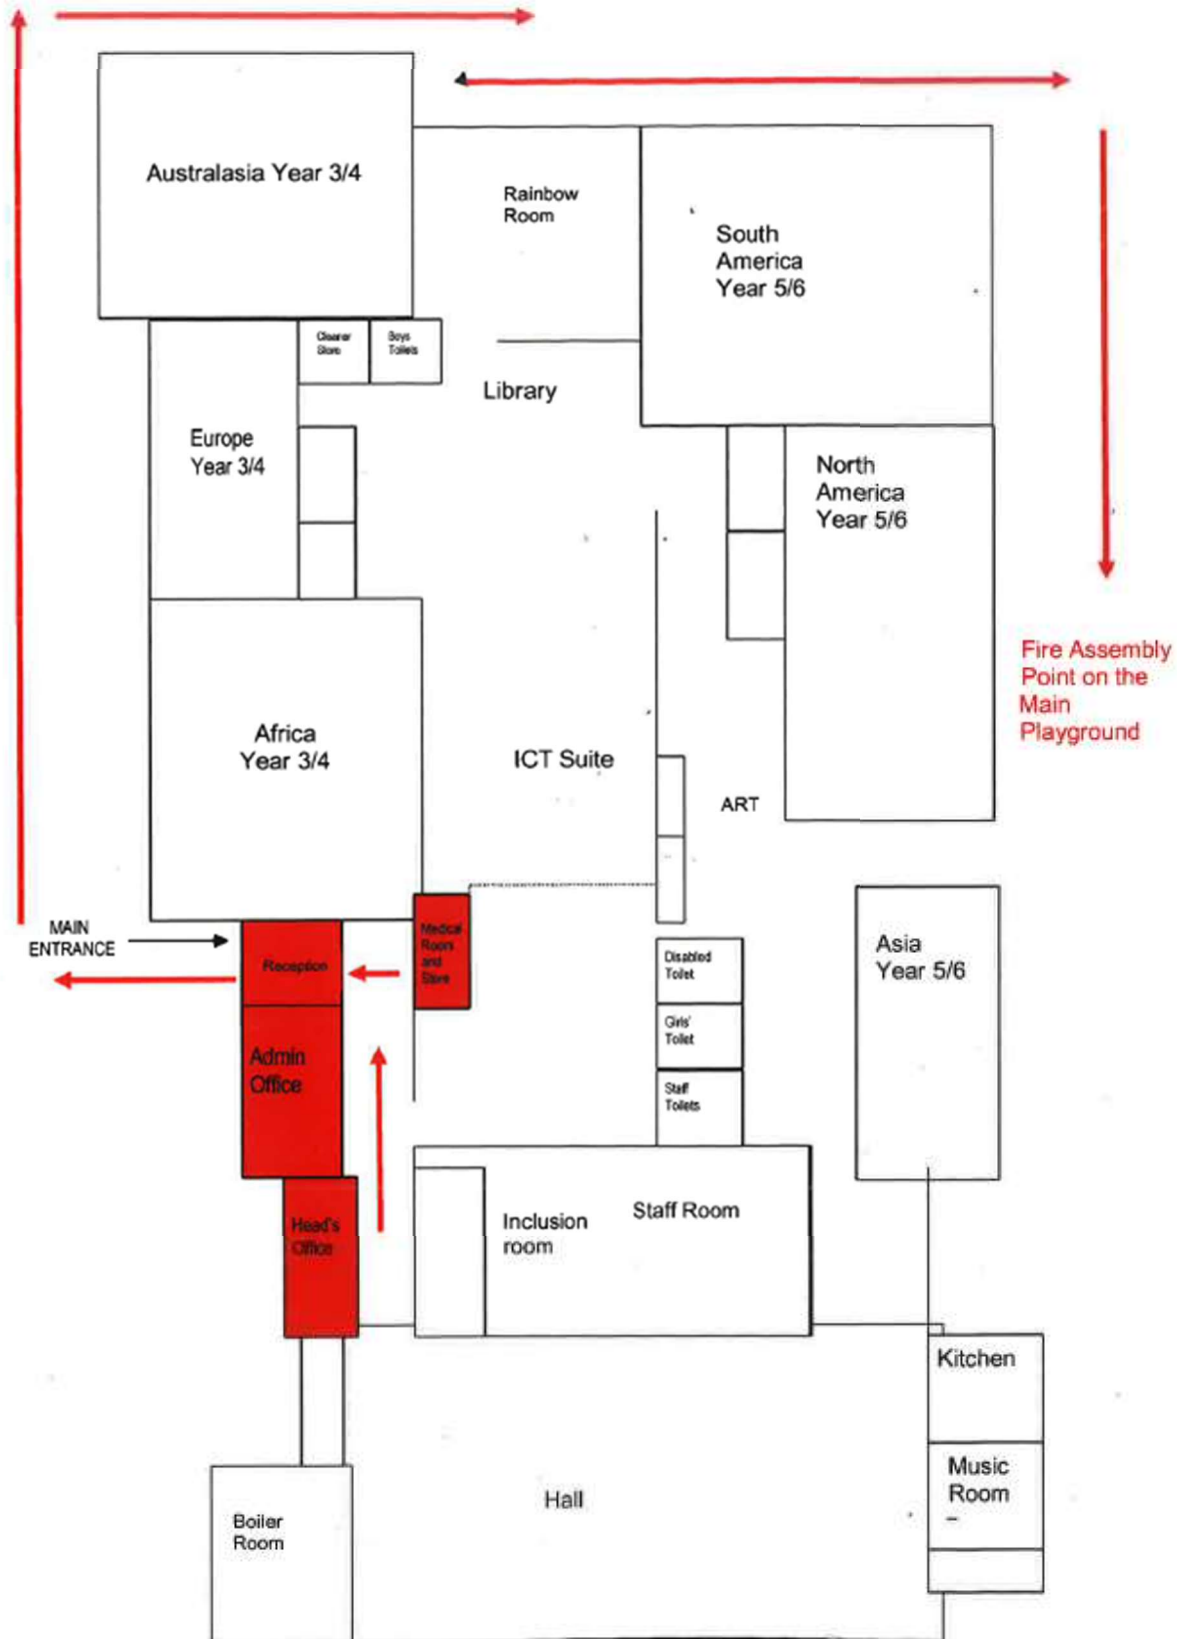 Australasia Year 3/4
Rainbow
Room
South
America
Year 5/6
Cleaner
Store
Boys
Toilets
Library
Europe
Year 3/4
North
America
Year 5/6
Fire Assembly
Point on the
Main
Playground
Africa
Year 3/4
ICT Suite
ART
MAIN
ENTRANCE
Reception
Medical
Room
and
Store
Disabled
Toilet
Asia
Year 5/6
Girls'
Toilet
Admin
Office
Staff
Toilets
Head's
Office
Inclusion
room
Staff Room
Kitchen
Music
Room
Hall
Boiler
Room